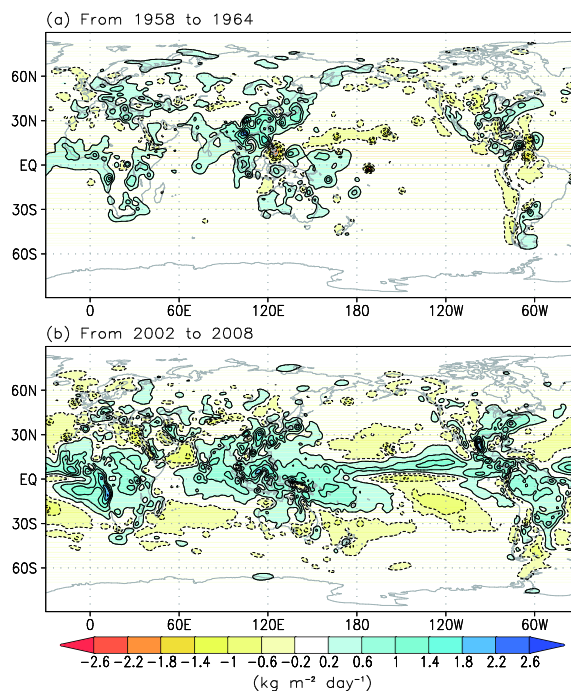 (a) From 1958 to 1964
60N
30N
EQ
30S
60S
0 60E 120E 180 120W 60W
(b) From 2002 to 2008
60N
30N
EQ
30S
60S
0 60E 120E 180 120W 60W
-2.6 -2.2 -1.8 -1.4 -1 -0.6 -0.2 0.2 0.6 1 1.4 1.8 2.2 2.6
(kg m⁻² day⁻¹)